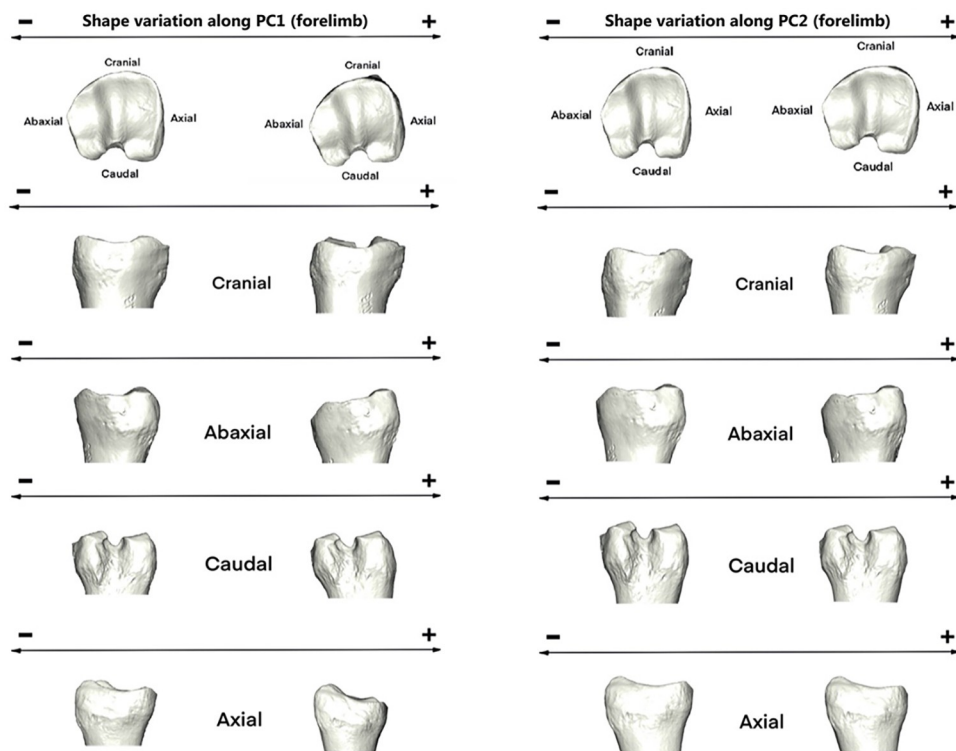 Shape variation along PC1 (forelimb)
− +
Cranial Cranial
Abaxial Axial Abaxial Axial
Caudal Caudal
− +
Cranial
− +
Abaxial
− +
Caudal
− +
Axial
Shape variation along PC2 (forelimb)
− +
Cranial Cranial
Abaxial Axial Abaxial Axial
Caudal Caudal
− +
Cranial
− +
Abaxial
− +
Caudal
− +
Axial